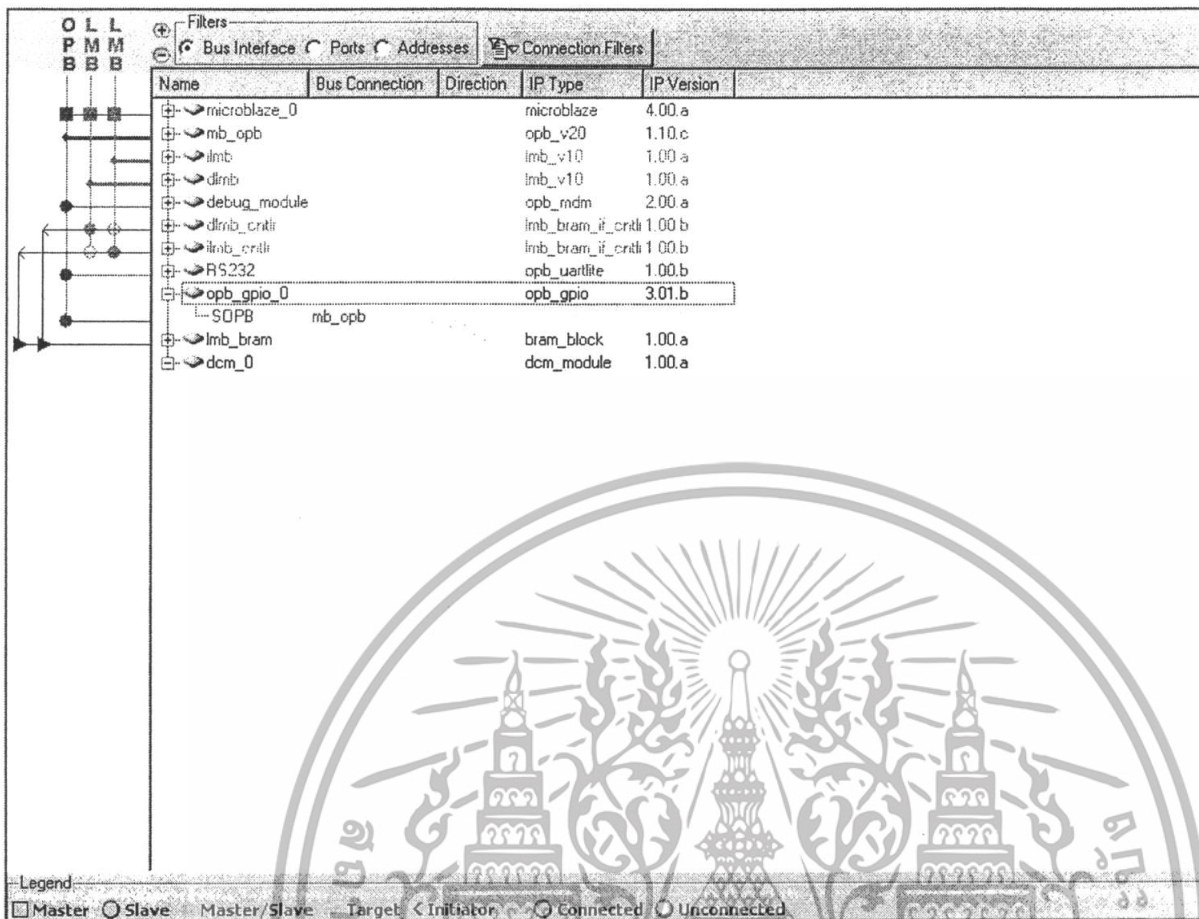 O L L
P M M
B B B
Filters
Bus Interface Ports Addresses Connection Filters
Name Bus Connection Direction IP Type IP Version
microblaze_0 microblaze 4.00.a
mb_opb opb_v20 1.10.c
ilmb lmb_v10 1.00.a
dlmb lmb_v10 1.00.a
debug_module opb_mdm 2.00.a
dlmb_cntlr lmb_bram_if_cntlr 1.00.b
ilmb_cntlr lmb_bram_if_cntlr 1.00.b
RS232 opb_uartlite 1.00.b
opb_gpio_0 opb_gpio 3.01.b
SOPB mb_opb
lmb_bram bram_block 1.00.a
dcm_0 dcm_module 1.00.a
Legend
Master Slave Master/Slave Target < Initiator Connected Unconnected